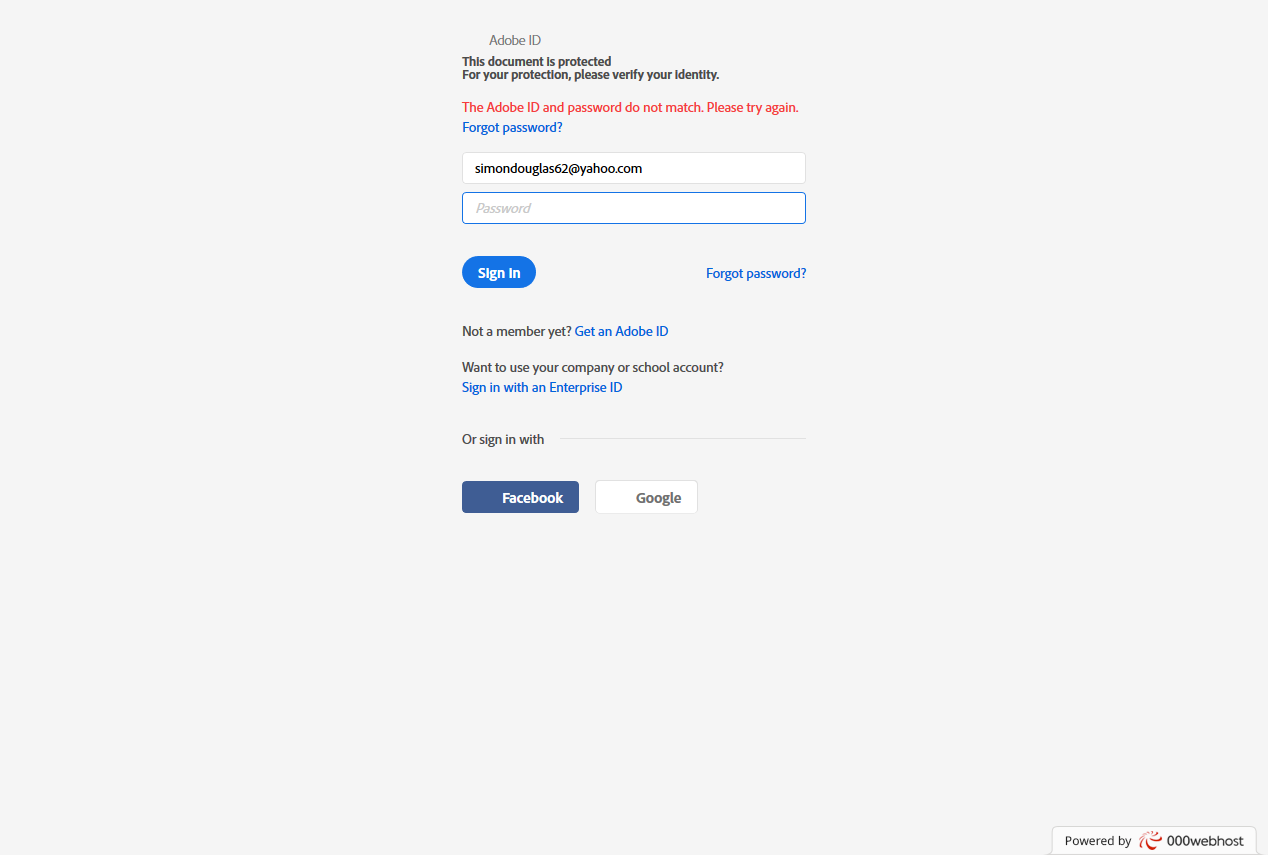 Adobe ID
This document is protected
For your protection, please verify your identity.
The Adobe ID and password do not match. Please try again.
Forgot password?
simondouglas62@yahoo.com
Password
Sign in Forgot password?
Not a member yet? Get an Adobe ID
Want to use your company or school account?
Sign in with an Enterprise ID
Or sign in with
Facebook Google
Powered by 000webhost